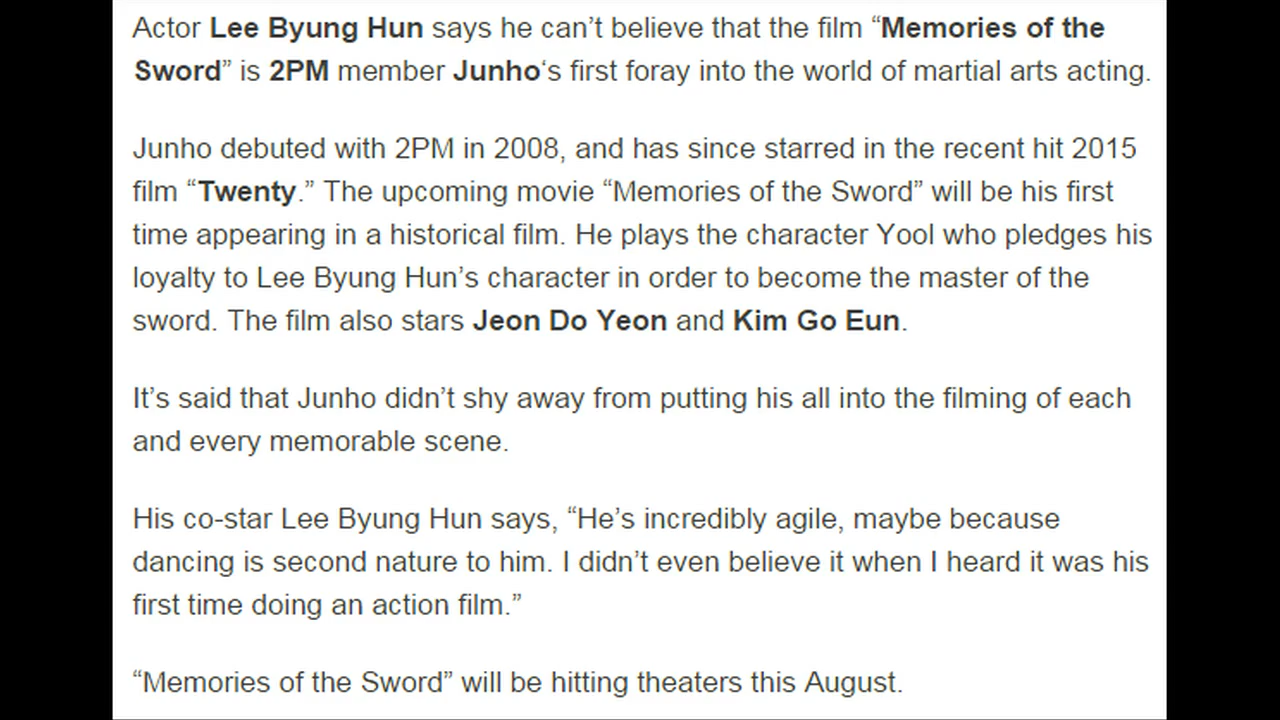 Actor Lee Byung Hun says he can’t believe that the film “Memories of the
Sword” is 2PM member Junho‘s first foray into the world of martial arts acting.
Junho debuted with 2PM in 2008, and has since starred in the recent hit 2015
film “Twenty.” The upcoming movie “Memories of the Sword” will be his first
time appearing in a historical film. He plays the character Yool who pledges his
loyalty to Lee Byung Hun’s character in order to become the master of the
sword. The film also stars Jeon Do Yeon and Kim Go Eun.
It’s said that Junho didn’t shy away from putting his all into the filming of each
and every memorable scene.
His co-star Lee Byung Hun says, “He’s incredibly agile, maybe because
dancing is second nature to him. I didn’t even believe it when I heard it was his
first time doing an action film.”
“Memories of the Sword” will be hitting theaters this August.